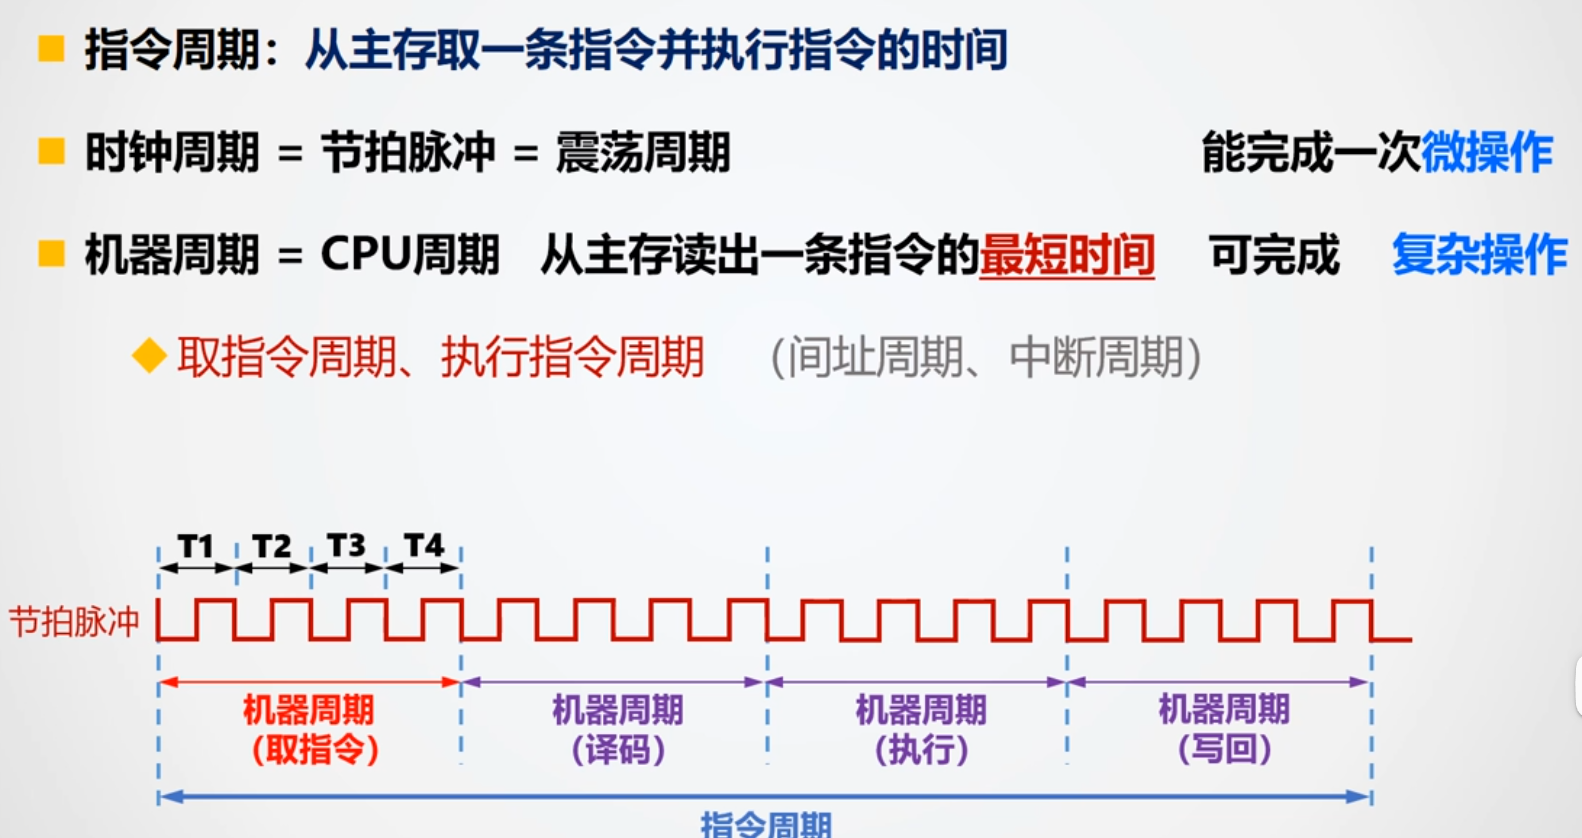 指令周期：从主存取一条指令并执行指令的时间
时钟周期 = 节拍脉冲 = 震荡周期 能完成一次微操作
机器周期 = CPU周期 从主存读出一条指令的最短时间 可完成 复杂操作
取指令周期、执行指令周期 （间址周期、中断周期）
T1 T2 T3 T4
节拍脉冲
机器周期 机器周期 机器周期 机器周期
（取指令） （译码） （执行） （写回）
指令周期